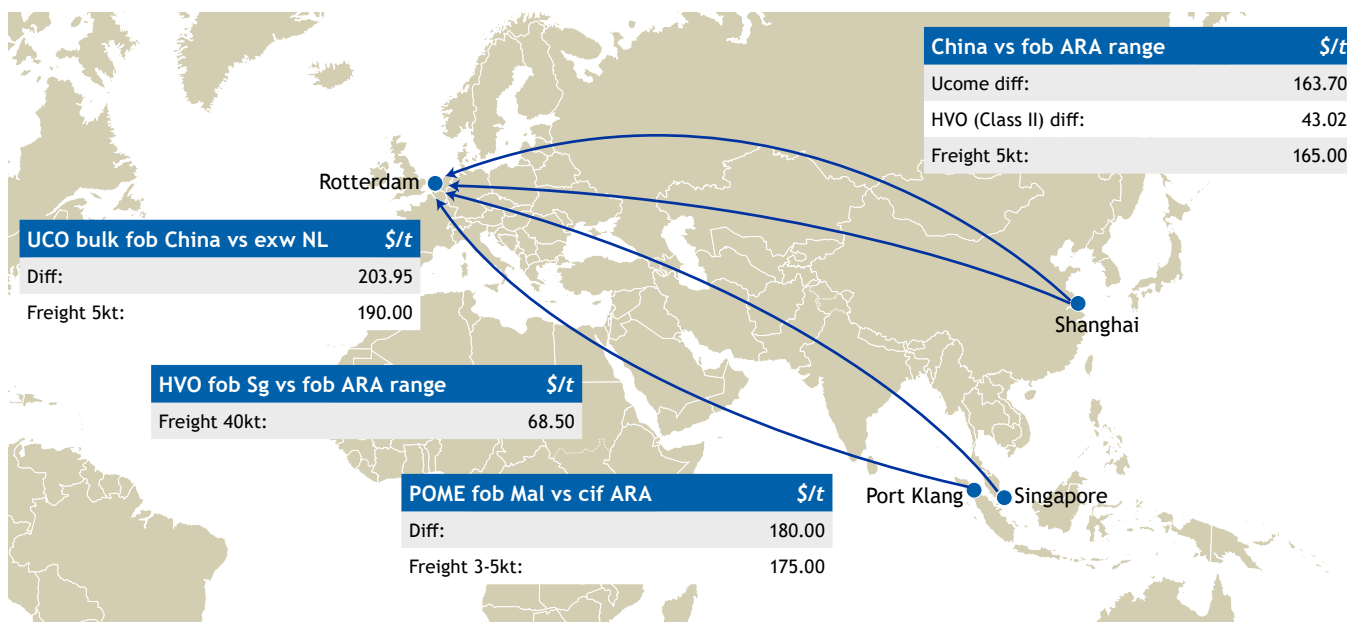 China vs fob ARA range $/t
Ucome diff: 163.70
HVO (Class II) diff: 43.02
Freight 5kt: 165.00
Rotterdam
UCO bulk fob China vs exw NL $/t
Diff: 203.95
Freight 5kt: 190.00
Shanghai
HVO fob Sg vs fob ARA range $/t
Freight 40kt: 68.50
POME fob Mal vs cif ARA $/t
Diff: 180.00
Freight 3-5kt: 175.00
Port Klang
Singapore